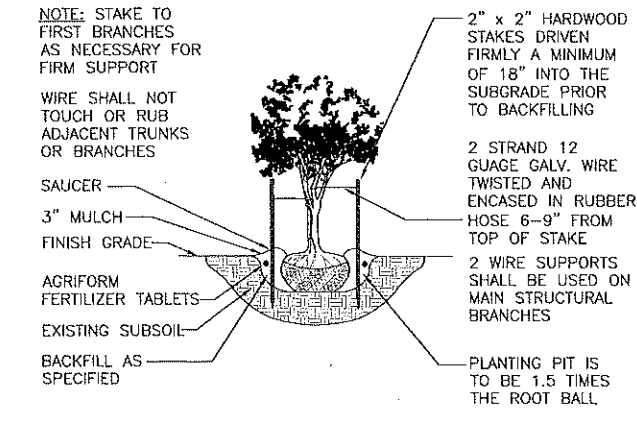 NOTE: STAKE TO
FIRST BRANCHES
AS NECESSARY FOR
FIRM SUPPORT
WIRE SHALL NOT
TOUCH OR RUB
ADJACENT TRUNKS
OR BRANCHES
SAUCER
3" MULCH
FINISH GRADE
AGRIFORM
FERTILIZER TABLETS
EXISTING SUBSOIL
BACKFILL AS
SPECIFIED
2" x 2" HARDWOOD
STAKES DRIVEN
FIRMLY A MINIMUM
OF 18" INTO THE
SUBGRADE PRIOR
TO BACKFILLING
2 STRAND 12
GUAGE GALV. WIRE
TWISTED AND
ENCASED IN RUBBER
HOSE 6-9" FROM
TOP OF STAKE
2 WIRE SUPPORTS
SHALL BE USED ON
MAIN STRUCTURAL
BRANCHES
PLANTING PIT IS
TO BE 1.5 TIMES
THE ROOT BALL